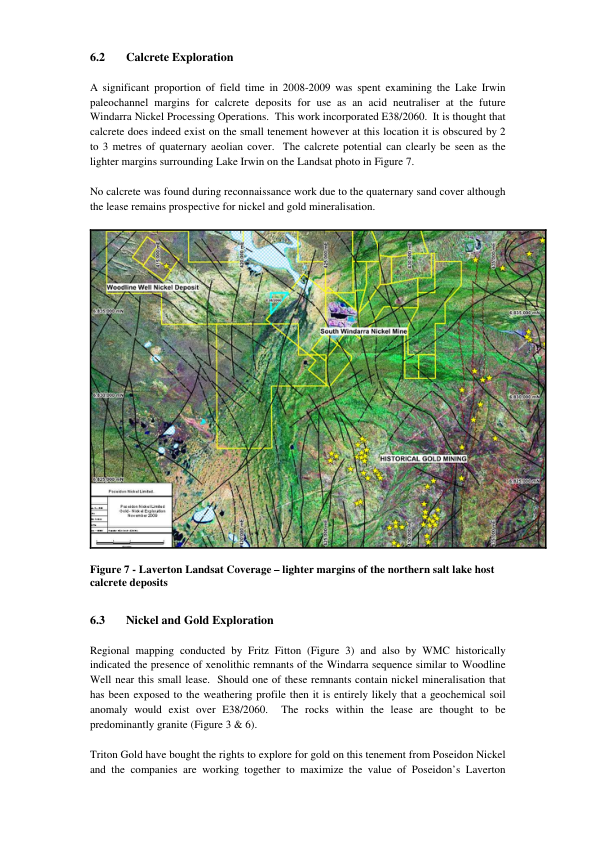 6.2 Calcrete Exploration
A significant proportion of field time in 2008-2009 was spent examining the Lake Irwin
paleochannel margins for calcrete deposits for use as an acid neutraliser at the future
Windarra Nickel Processing Operations. This work incorporated E38/2060. It is thought that
calcrete does indeed exist on the small tenement however at this location it is obscured by 2
to 3 metres of quaternary aeolian cover. The calcrete potential can clearly be seen as the
lighter margins surrounding Lake Irwin on the Landsat photo in Figure 7.
No calcrete was found during reconnaissance work due to the quaternary sand cover although
the lease remains prospective for nickel and gold mineralisation.
Woodline Well Nickel Deposit
South Windarra Nickel Mine
HISTORICAL GOLD MINING
Poseidon Nickel Limited
Poseidon Nickel Limited
Gold - Nickel Exploration
November 2009
Figure 7 - Laverton Landsat Coverage – lighter margins of the northern salt lake host
calcrete deposits
6.3 Nickel and Gold Exploration
Regional mapping conducted by Fritz Fitton (Figure 3) and also by WMC historically
indicated the presence of xenolithic remnants of the Windarra sequence similar to Woodline
Well near this small lease. Should one of these remnants contain nickel mineralisation that
has been exposed to the weathering profile then it is entirely likely that a geochemical soil
anomaly would exist over E38/2060. The rocks within the lease are thought to be
predominantly granite (Figure 3 & 6).
Triton Gold have bought the rights to explore for gold on this tenement from Poseidon Nickel
and the companies are working together to maximize the value of Poseidon's Laverton